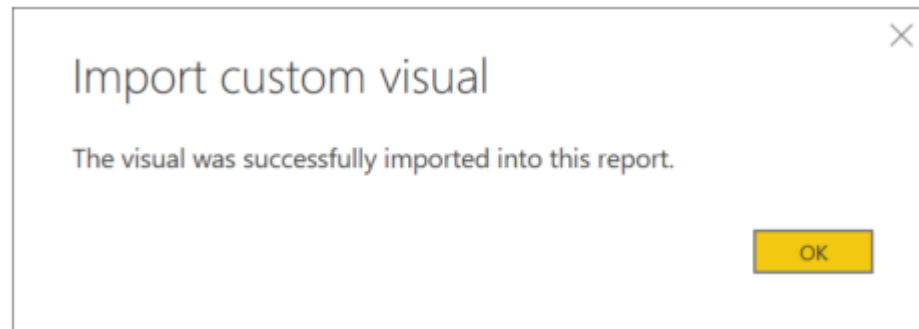 Import custom visual
The visual was successfully imported into this report.
OK